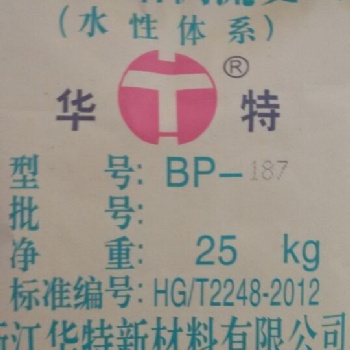 (水性体系)
华 ® 特
型 号: BP-187
批 号:
净 重: 25 kg
标准编号: HG/T2248-2012
浙江华特新材料有限公司